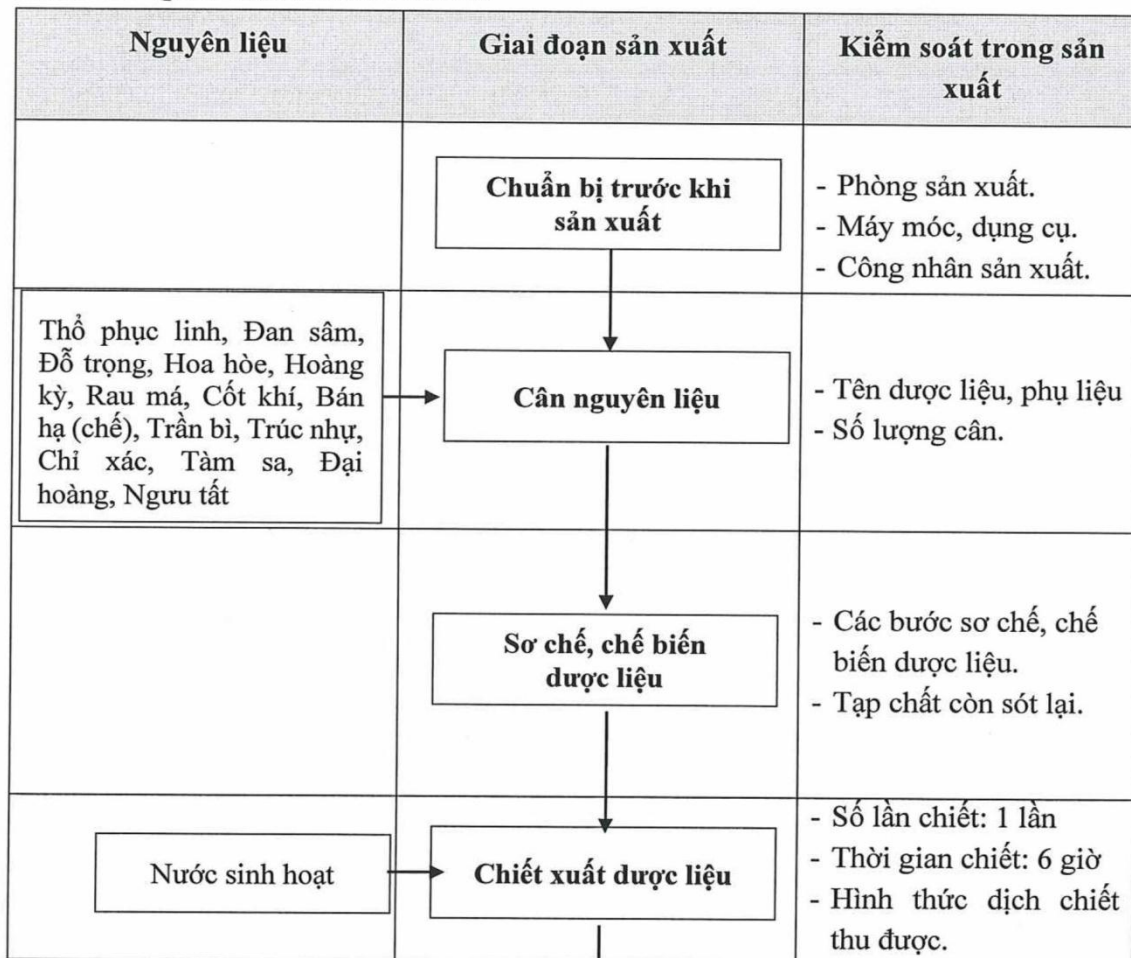 Nguyên liệu
Giai đoạn sản xuất
Kiểm soát trong sản
xuất
Chuẩn bị trước khi
sản xuất
- Phòng sản xuất.
- Máy móc, dụng cụ.
- Công nhân sản xuất.
Thổ phục linh, Đan sâm,
Đỗ trọng, Hoa hòe, Hoàng
kỳ, Rau má, Cốt khí, Bán
hạ (chế), Trần bì, Trúc nhự,
Chỉ xác, Tàm sa, Đại
hoàng, Ngưu tất
Cân nguyên liệu
- Tên dược liệu, phụ liệu
- Số lượng cân.
Sơ chế, chế biến
dược liệu
- Các bước sơ chế, chế
biến dược liệu.
- Tạp chất còn sót lại.
Nước sinh hoạt
Chiết xuất dược liệu
- Số lần chiết: 1 lần
- Thời gian chiết: 6 giờ
- Hình thức dịch chiết
thu được.